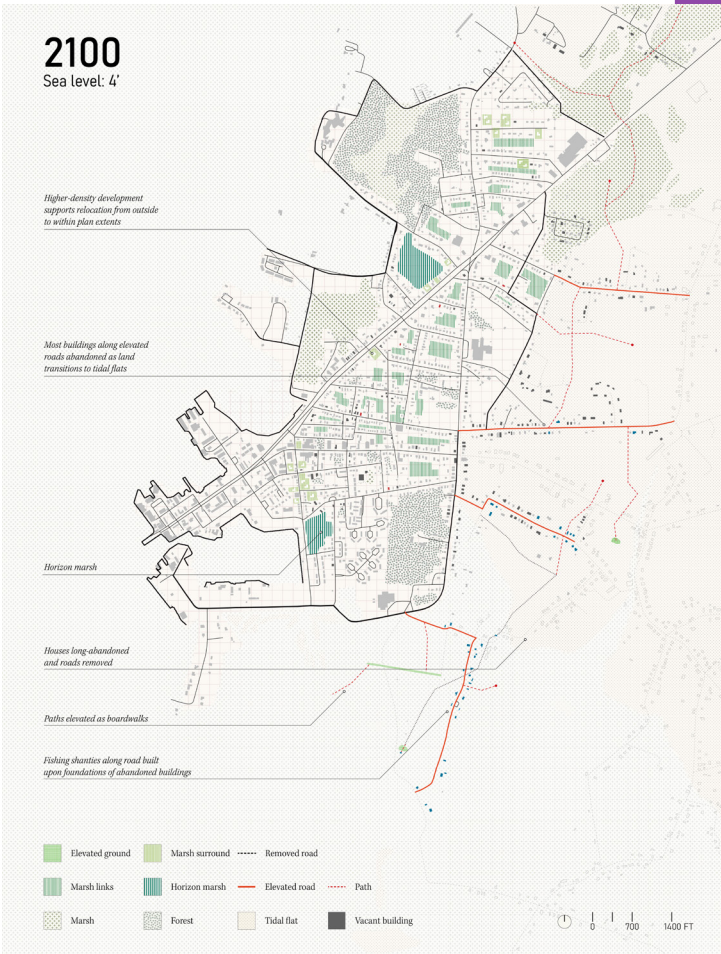 2100
Sea level: 4’
Higher-density development
supports relocation from outside
to within plan extents
Most buildings along elevated
roads abandoned as land
transitions to tidal flats
Horizon marsh
Houses long-abandoned
and roads removed
Paths elevated as boardwalks
Fishing shanties along road built
upon foundations of abandoned buildings
Elevated ground
Marsh surround
Removed road
Marsh links
Horizon marsh
Elevated road
Path
Marsh
Forest
Tidal flat
Vacant building
0 700 1400 FT